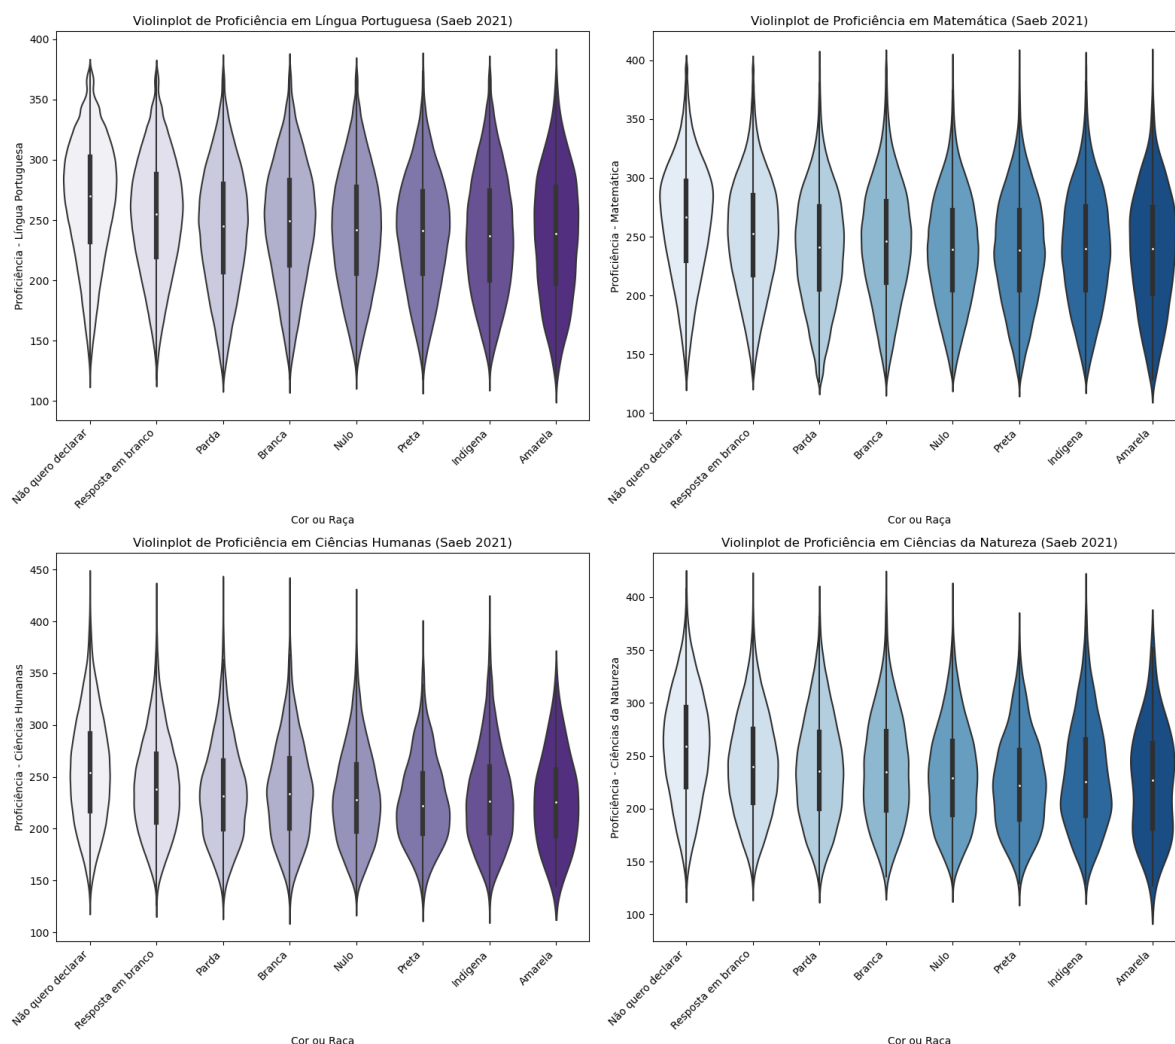 Violinplot de Proficiência em Língua Portuguesa (Saeb 2021)
Proficiência - Língua Portuguesa
400
350
300
250
200
150
100
Não quero declarar
Resposta em branco
Parda
Branca
Nulo
Preta
Indígena
Amarela
Cor ou Raça
Violinplot de Proficiência em Matemática (Saeb 2021)
Proficiência - Matemática
400
350
300
250
200
150
100
Não quero declarar
Resposta em branco
Parda
Branca
Nulo
Preta
Indígena
Amarela
Cor ou Raça
Violinplot de Proficiência em Ciências Humanas (Saeb 2021)
Proficiência - Ciências Humanas
450
400
350
300
250
200
150
100
Não quero declarar
Resposta em branco
Parda
Branca
Nulo
Preta
Indígena
Amarela
Cor ou Raça
Violinplot de Proficiência em Ciências da Natureza (Saeb 2021)
Proficiência - Ciências da Natureza
400
350
300
250
200
150
100
Não quero declarar
Resposta em branco
Parda
Branca
Nulo
Preta
Indígena
Amarela
Cor ou Raça